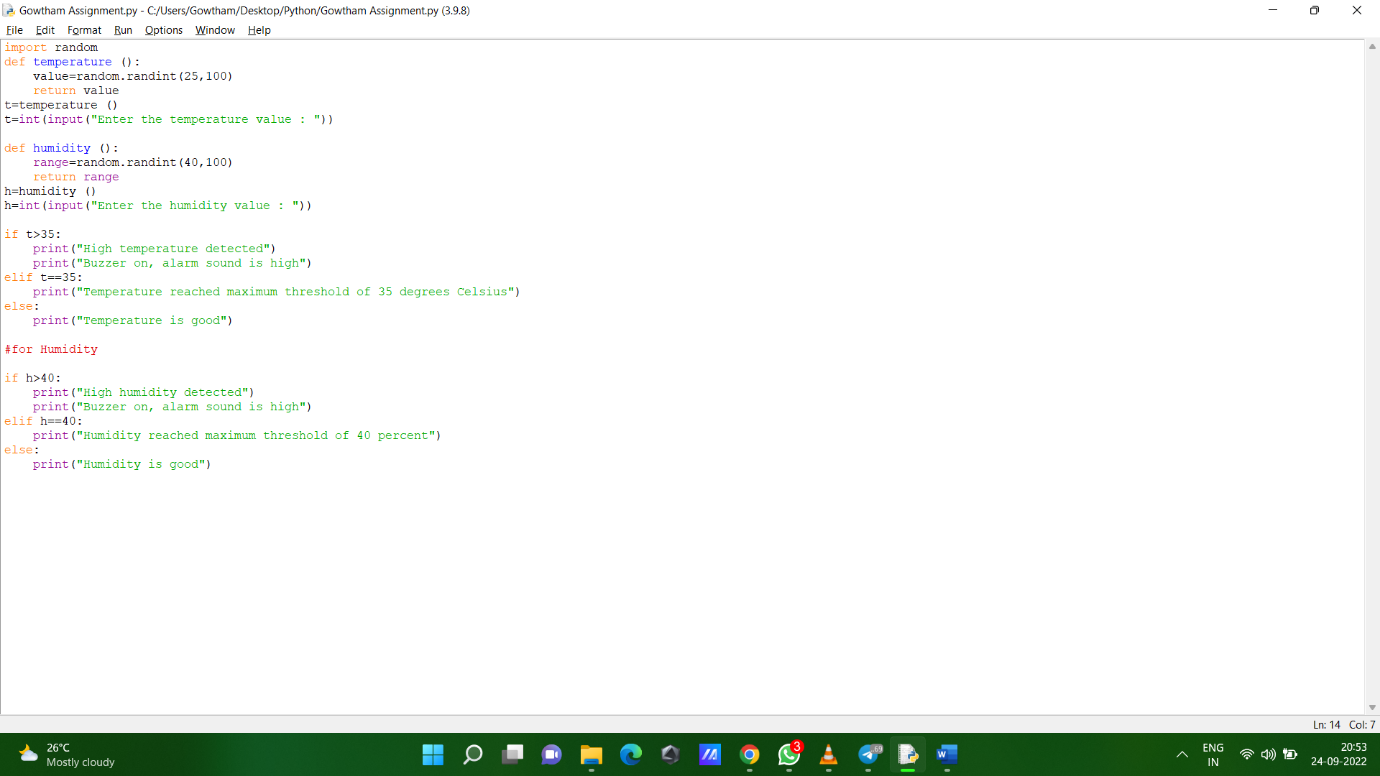 Gowtham Assignment.py - C:/Users/Gowtham/Desktop/Python/Gowtham Assignment.py (3.9.8)
File Edit Format Run Options Window Help
import random
def temperature ():
    value=random.randint(25,100)
    return value
t=temperature ()
t=int(input("Enter the temperature value : "))

def humidity ():
    range=random.randint(40,100)
    return range
h=humidity ()
h=int(input("Enter the humidity value : "))

if t>35:
    print("High temperature detected")
    print("Buzzer on, alarm sound is high")
elif t==35:
    print("Temperature reached maximum threshold of 35 degrees Celsius")
else:
    print("Temperature is good")

#for Humidity

if h>40:
    print("High humidity detected")
    print("Buzzer on, alarm sound is high")
elif h==40:
    print("Humidity reached maximum threshold of 40 percent")
else:
    print("Humidity is good")
Ln: 14 Col: 7
26°C
Mostly cloudy
3
69
ENG
IN
20:53
24-09-2022